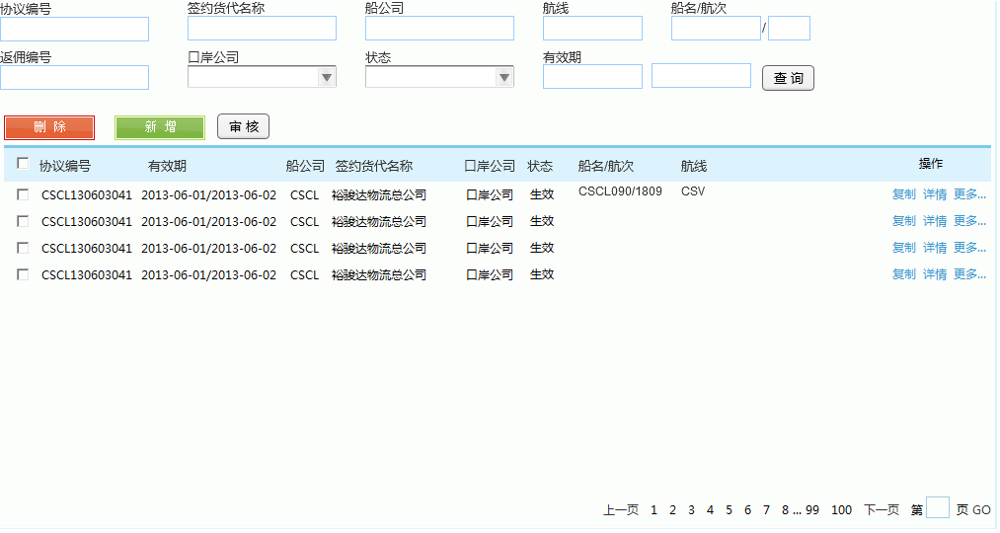 协议编号 签约货代名称 船公司 航线 船名/航次
/
返佣编号 口岸公司 状态 有效期
查 询
删 除 新 增 审 核
协议编号 有效期 船公司 签约货代名称 口岸公司 状态 船名/航次 航线 操作
CSCL130603041 2013-06-01/2013-06-02 CSCL 裕骏达物流总公司 口岸公司 生效 CSCL090/1809 CSV 复制 详情 更多...
CSCL130603041 2013-06-01/2013-06-02 CSCL 裕骏达物流总公司 口岸公司 生效 复制 详情 更多...
CSCL130603041 2013-06-01/2013-06-02 CSCL 裕骏达物流总公司 口岸公司 生效 复制 详情 更多...
CSCL130603041 2013-06-01/2013-06-02 CSCL 裕骏达物流总公司 口岸公司 生效 复制 详情 更多...
上一页 1 2 3 4 5 6 7 8 ... 99 100 下一页 第 页 GO